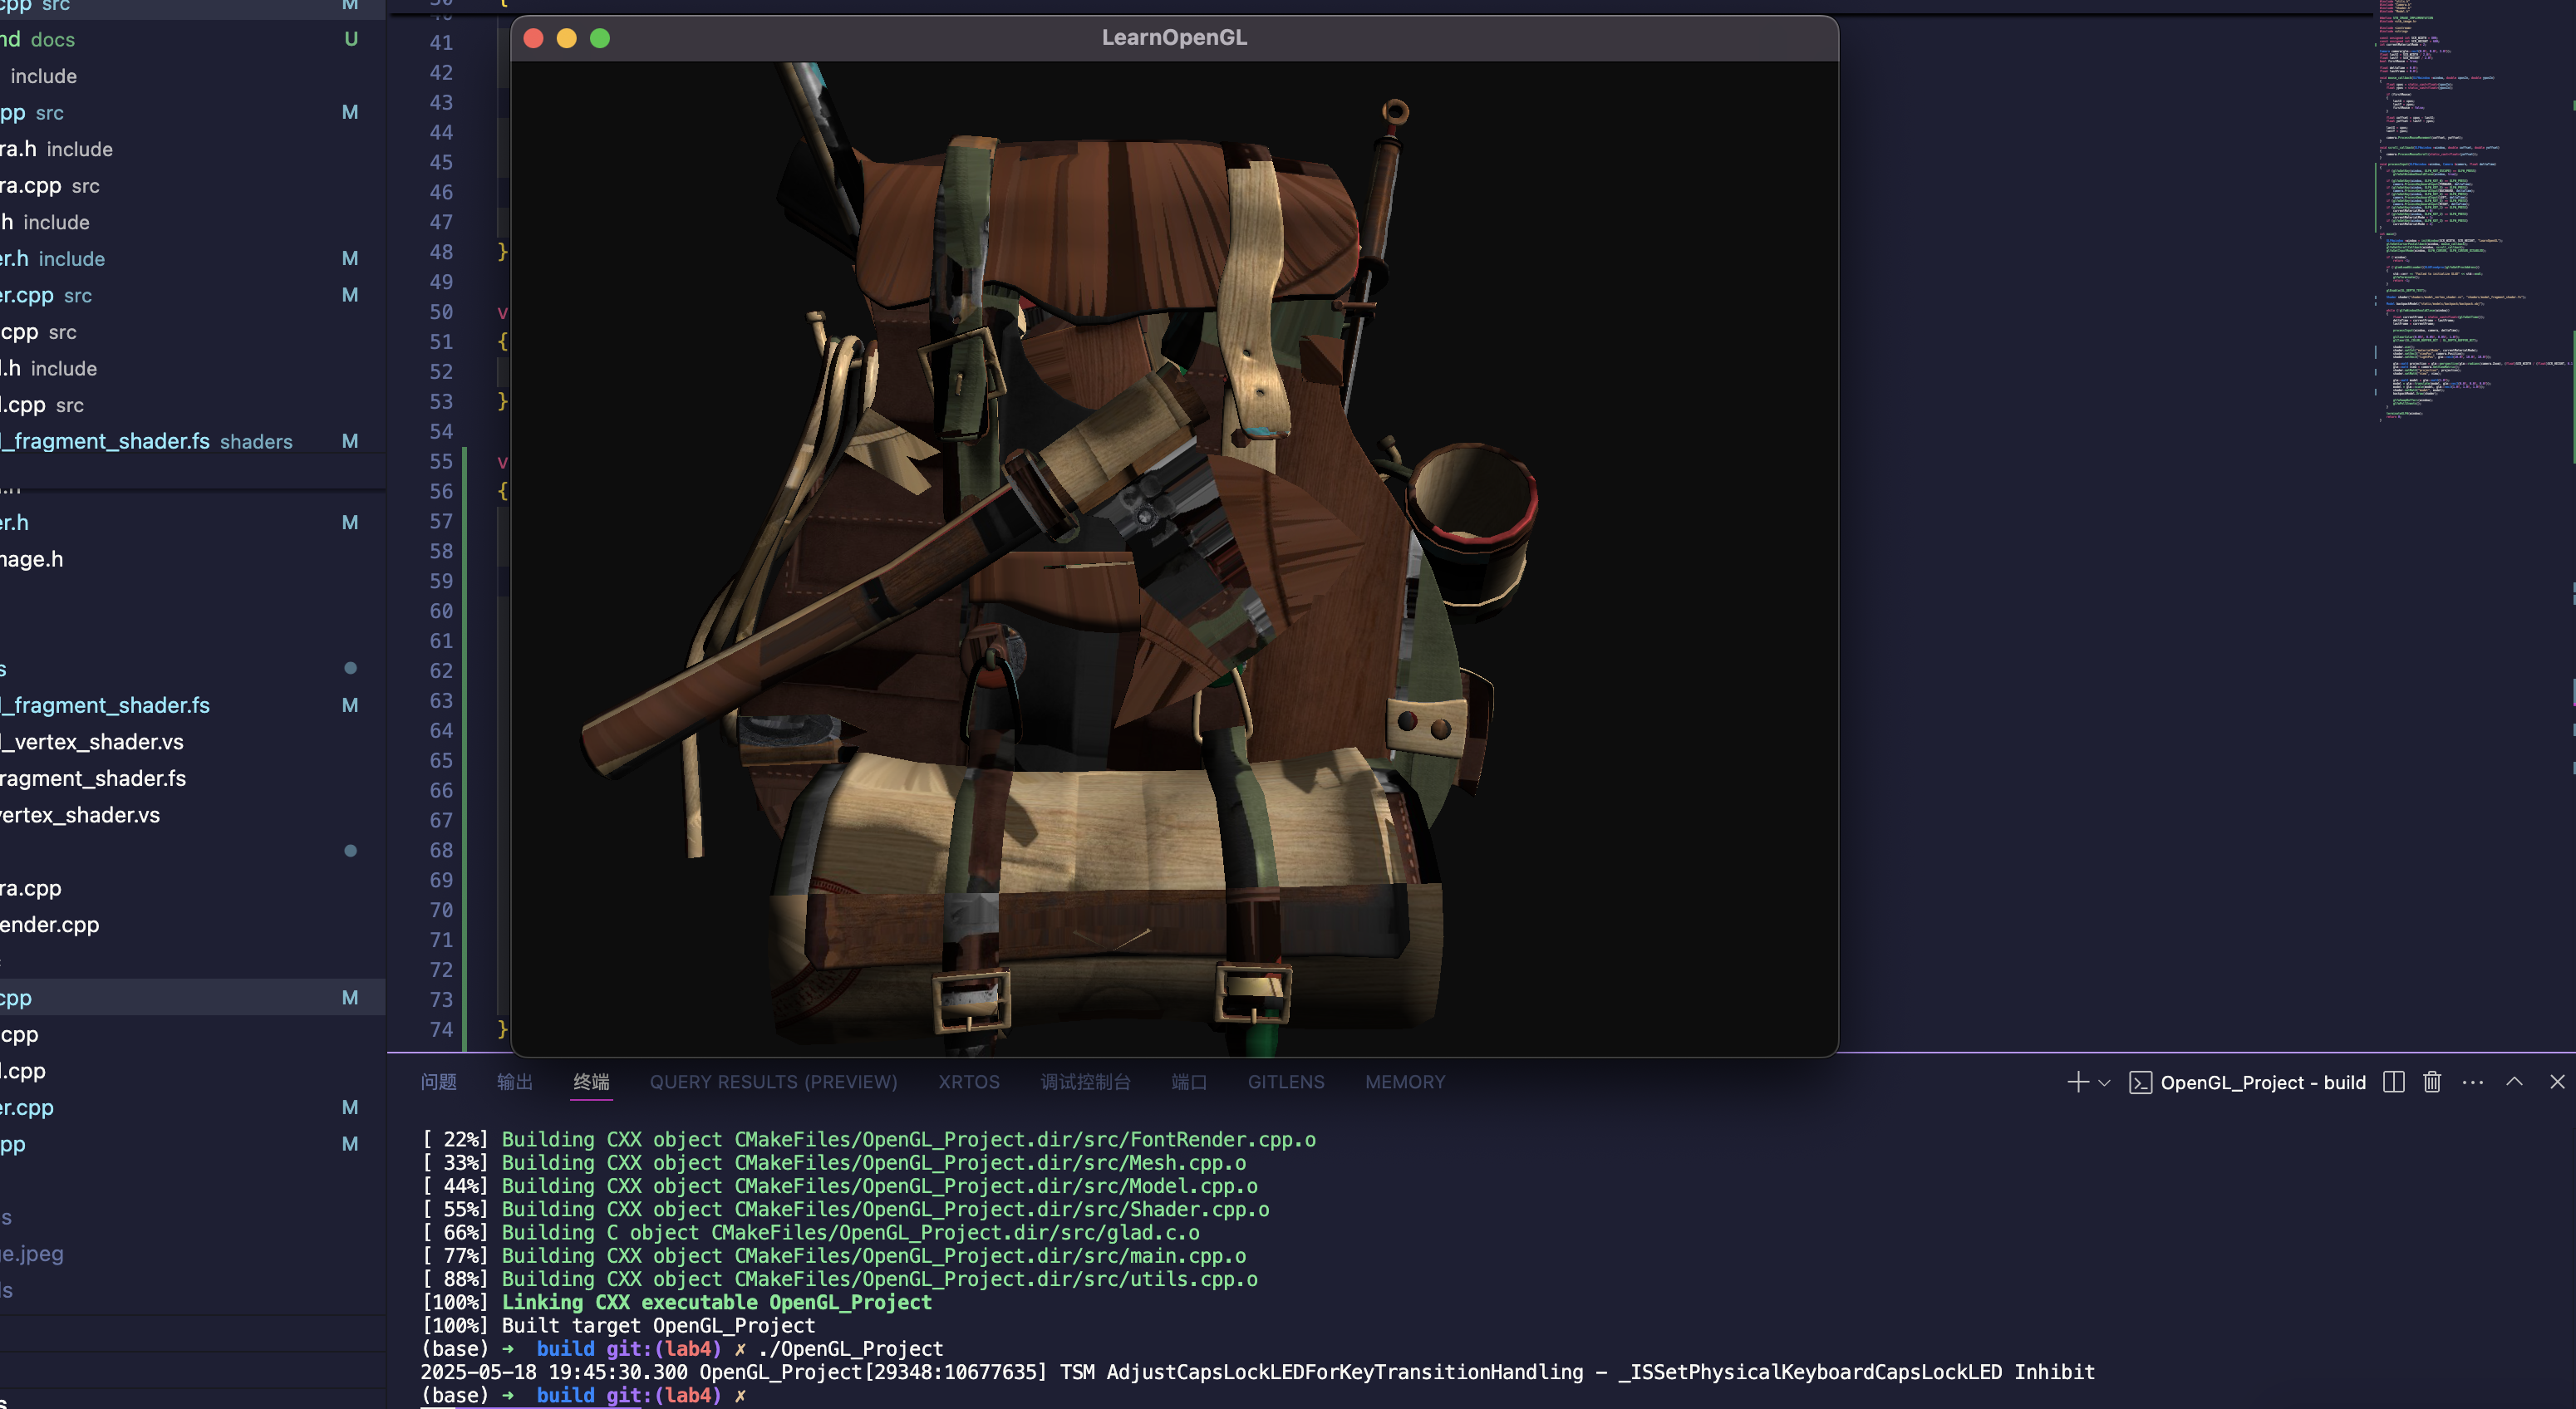 cpp src M
nd docs U
include
pp src M
ra.h include
ra.cpp src
h include
er.h include M
er.cpp src M
cpp src
l.h include
l.cpp src
l_fragment_shader.fs shaders M
er.h M
nage.h
s
l_fragment_shader.fs M
l_vertex_shader.vs
ragment_shader.fs
vertex_shader.vs
ra.cpp
ender.cpp
cpp M
cpp
l.cpp
er.cpp M
pp M
s
e.jpeg
ls
41
42
43
44
45
46
47
48 }
49
50 v
51 {
52
53 }
54
55 v
56 {
57
58
59
60
61
62
63
64
65
66
67
68
69
70
71
72
73
74 }
LearnOpenGL
问题 输出 终端 QUERY RESULTS (PREVIEW) XRTOS 调试控制台 端口 GITLENS MEMORY
OpenGL_Project - build
[ 22%] Building CXX object CMakeFiles/OpenGL_Project.dir/src/FontRender.cpp.o
[ 33%] Building CXX object CMakeFiles/OpenGL_Project.dir/src/Mesh.cpp.o
[ 44%] Building CXX object CMakeFiles/OpenGL_Project.dir/src/Model.cpp.o
[ 55%] Building CXX object CMakeFiles/OpenGL_Project.dir/src/Shader.cpp.o
[ 66%] Building C object CMakeFiles/OpenGL_Project.dir/src/glad.c.o
[ 77%] Building CXX object CMakeFiles/OpenGL_Project.dir/src/main.cpp.o
[ 88%] Building CXX object CMakeFiles/OpenGL_Project.dir/src/utils.cpp.o
[100%] Linking CXX executable OpenGL_Project
[100%] Built target OpenGL_Project
(base) ➜ build git:(lab4) ✗ ./OpenGL_Project
2025-05-18 19:45:30.300 OpenGL_Project[29348:10677635] TSM AdjustCapsLockLEDForKeyTransitionHandling - _ISSetPhysicalKeyboardCapsLockLED Inhibit
(base) ➜ build git:(lab4) ✗